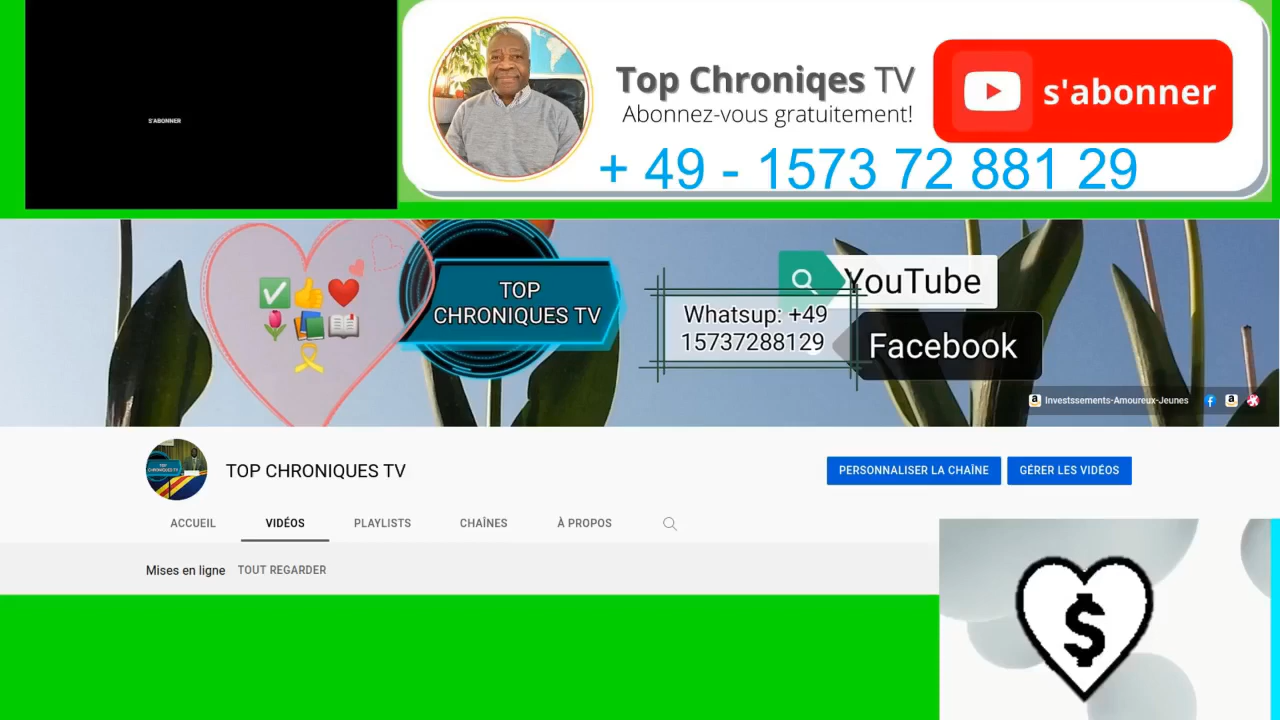 S'ABONNER
Top Chroniqes TV
Abonnez-vous gratuitement!
s'abonner
+ 49 - 1573 72 881 29
TOP
CHRONIQUES TV
Whatsup: +49
15737288129
YouTube
Facebook
Investssements-Amoureux-Jeunes
TOP CHRONIQUES TV
PERSONNALISER LA CHAÎNE
GÉRER LES VIDÉOS
ACCUEIL VIDÉOS PLAYLISTS CHAÎNES À PROPOS
Mises en ligne TOUT REGARDER
$